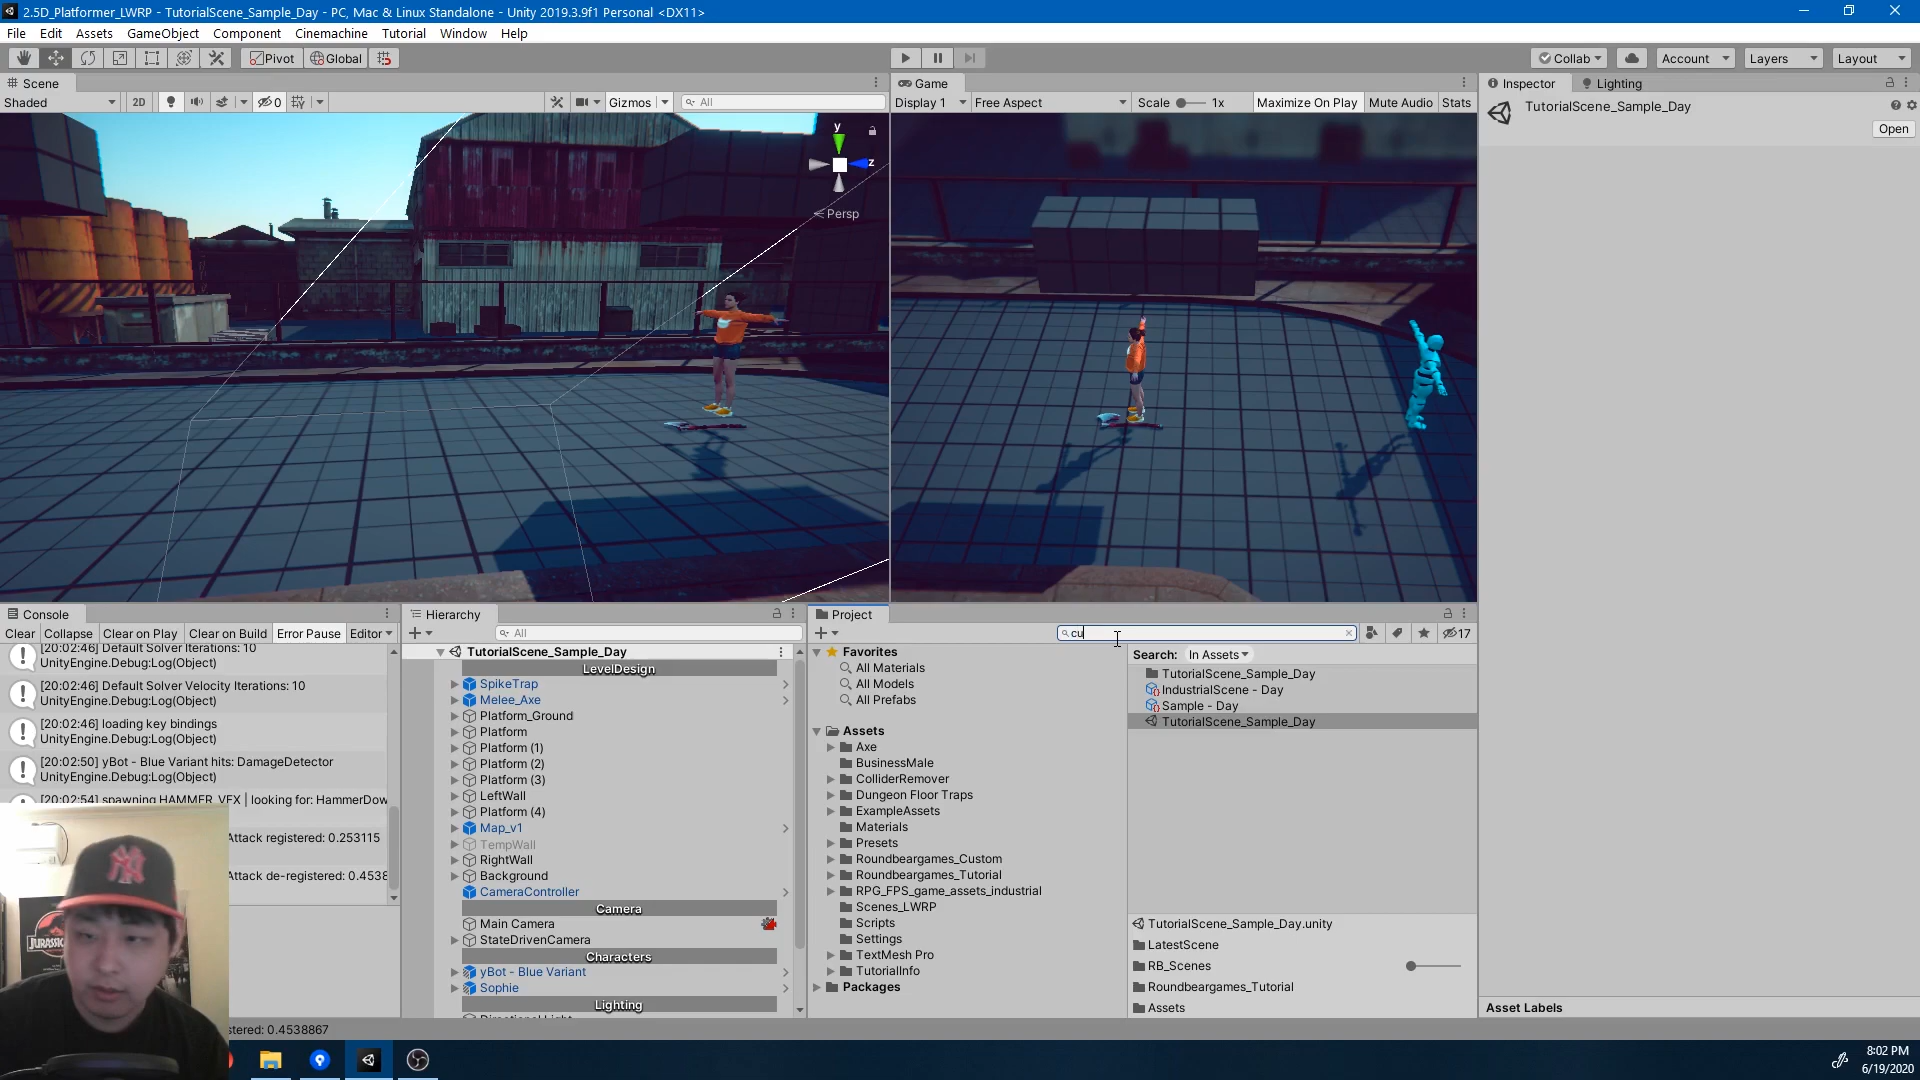 2.5D_Platformer_LWRP - TutorialScene_Sample_Day - PC, Mac & Linux Standalone - Unity 2019.3.9f1 Personal <DX11>
File Edit Assets GameObject Component Cinemachine Tutorial Window Help
Pivot Global Collab Account Layers Layout
Scene
Shaded 2D 0 Gizmos All
y
z
Persp
Game
Display 1 Free Aspect Scale 1x Maximize On Play Mute Audio Stats
Inspector Lighting
TutorialScene_Sample_Day
Open
Console
Clear Collapse Clear on Play Clear on Build Error Pause Editor
[20:02:46] Default Solver Iterations: 10
UnityEngine.Debug:Log(Object)
[20:02:46] Default Solver Velocity Iterations: 10
UnityEngine.Debug:Log(Object)
[20:02:46] loading key bindings
UnityEngine.Debug:Log(Object)
[20:02:50] yBot - Blue Variant hits: DamageDetector
UnityEngine.Debug:Log(Object)
[20:02:54] spawning HAMMER_VFX | looking for: HammerDow
Attack registered: 0.253115
Attack de-registered: 0.4538
stered: 0.4538867
Hierarchy
All
TutorialScene_Sample_Day
LevelDesign
SpikeTrap
Melee_Axe
Platform_Ground
Platform
Platform (1)
Platform (2)
Platform (3)
LeftWall
Platform (4)
Map_v1
TempWall
RightWall
Background
CameraController
Camera
Main Camera
StateDrivenCamera
Characters
yBot - Blue Variant
Sophie
Lighting
Project
cu
17
Favorites
All Materials
All Models
All Prefabs
Assets
Axe
BusinessMale
ColliderRemover
Dungeon Floor Traps
ExampleAssets
Materials
Presets
Roundbeargames_Custom
Roundbeargames_Tutorial
RPG_FPS_game_assets_industrial
Scenes_LWRP
Scripts
Settings
TextMesh Pro
TutorialInfo
Packages
Search: In Assets
TutorialScene_Sample_Day
IndustrialScene - Day
Sample - Day
TutorialScene_Sample_Day
TutorialScene_Sample_Day.unity
LatestScene
RB_Scenes
Roundbeargames_Tutorial
Assets
Asset Labels
8:02 PM
6/19/2020